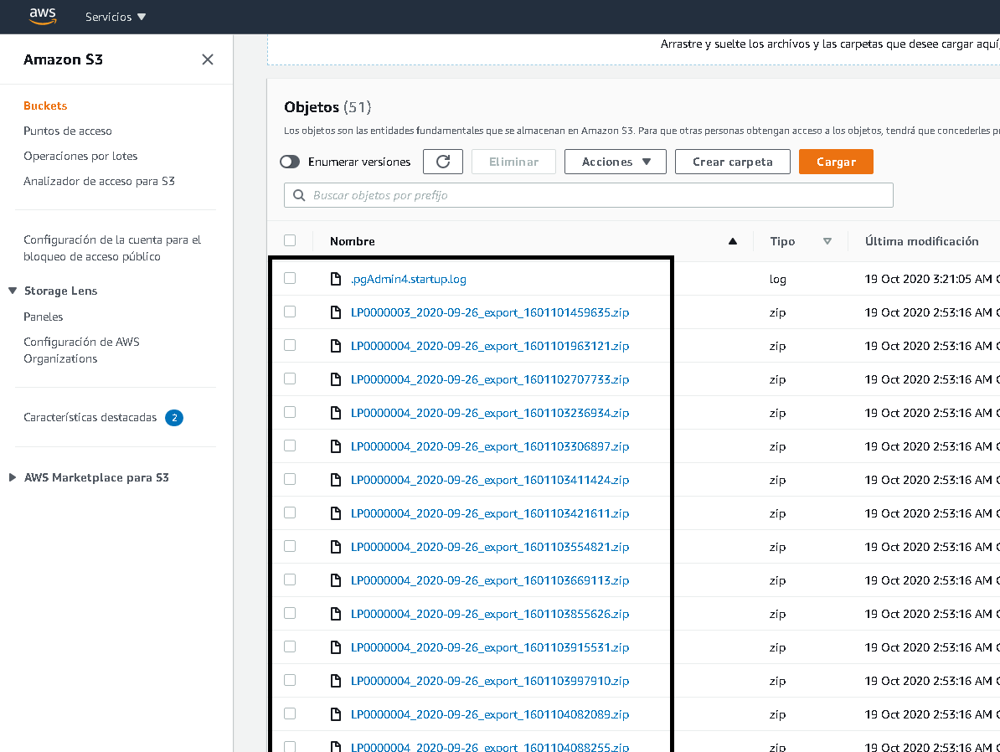 aws Servicios
Amazon S3
Buckets
Puntos de acceso
Operaciones por lotes
Analizador de acceso para S3
Configuración de la cuenta para el
bloqueo de acceso público
Storage Lens
Paneles
Configuración de AWS
Organizations
Características destacadas 2
AWS Marketplace para S3
Arrastre y suelte los archivos y las carpetas que desee cargar aquí,
Objetos (51)
Los objetos son las entidades fundamentales que se almacenan en Amazon S3. Para que otras personas obtengan acceso a los objetos, tendrá que concederles
Enumerar versiones Eliminar Acciones Crear carpeta Cargar
Buscar objetos por prefijo
Nombre Tipo Última modificación
.pgAdmin4.startup.log log 19 Oct 2020 3:21:05 AM
LP0000003_2020-09-26_export_1601101459635.zip zip 19 Oct 2020 2:53:16 AM
LP0000004_2020-09-26_export_1601101963121.zip zip 19 Oct 2020 2:53:16 AM
LP0000004_2020-09-26_export_1601102707733.zip zip 19 Oct 2020 2:53:16 AM
LP0000004_2020-09-26_export_1601103236934.zip zip 19 Oct 2020 2:53:16 AM
LP0000004_2020-09-26_export_1601103306897.zip zip 19 Oct 2020 2:53:16 AM
LP0000004_2020-09-26_export_1601103411424.zip zip 19 Oct 2020 2:53:16 AM
LP0000004_2020-09-26_export_1601103421611.zip zip 19 Oct 2020 2:53:16 AM
LP0000004_2020-09-26_export_1601103554821.zip zip 19 Oct 2020 2:53:16 AM
LP0000004_2020-09-26_export_1601103669113.zip zip 19 Oct 2020 2:53:16 AM
LP0000004_2020-09-26_export_1601103855626.zip zip 19 Oct 2020 2:53:16 AM
LP0000004_2020-09-26_export_1601103915531.zip zip 19 Oct 2020 2:53:16 AM
LP0000004_2020-09-26_export_1601103997910.zip zip 19 Oct 2020 2:53:16 AM
LP0000004_2020-09-26_export_1601104082089.zip zip 19 Oct 2020 2:53:16 AM
LP0000004_2020-09-26_export_1601104088255.zip zip 19 Oct 2020 2:53:16 AM